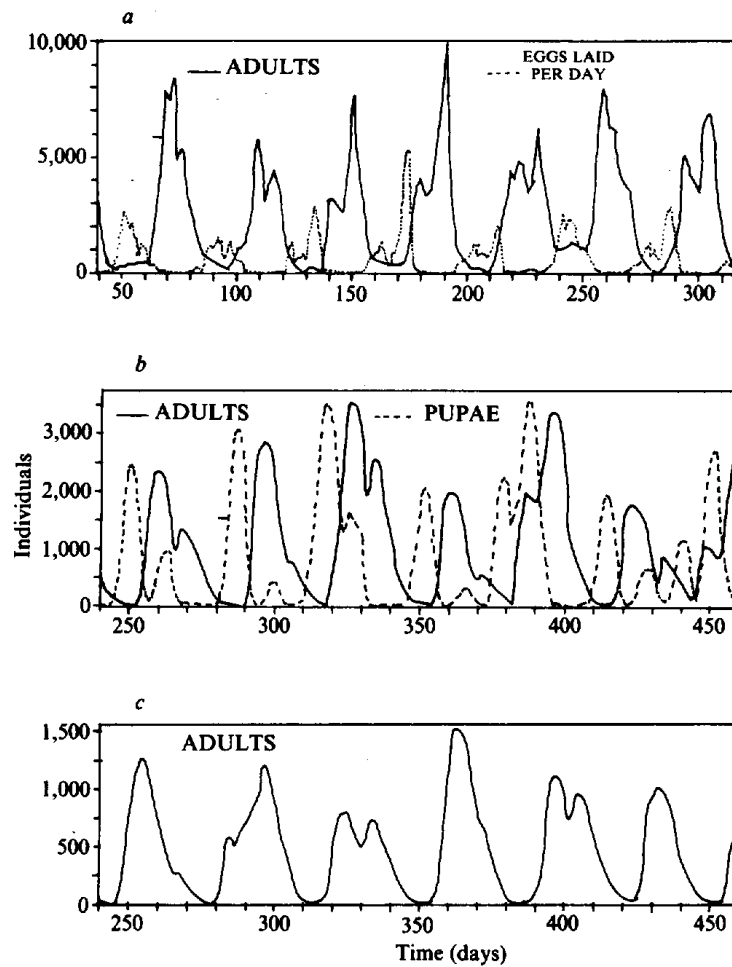 a
10,000
5,000
0
ADULTS
EGGS LAID
PER DAY
50 100 150 200 250 300
b
3,000
2,000
1,000
0
ADULTS PUPAE
Individuals
250 300 350 400 450
c
1,500
1,000
500
0
ADULTS
250 300 350 400 450
Time (days)